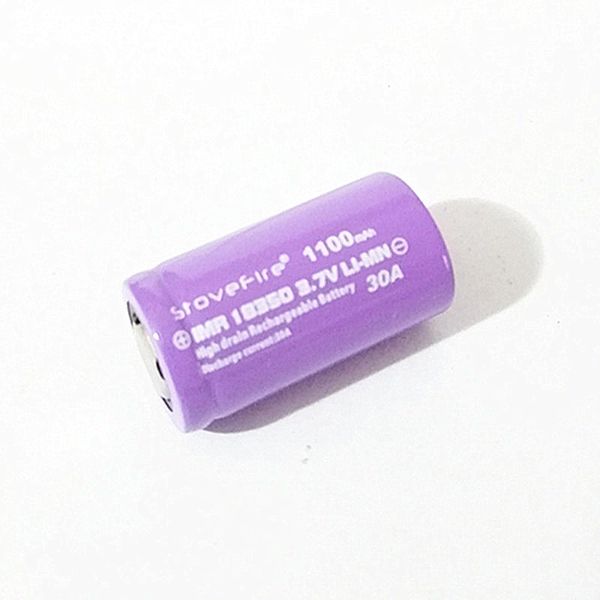 StoveFire® 1100mAh
⊕ IMR 18350 3.7V Li-MN ⊖
High drain Rechargeable Battery 30A
Discharge current:30A